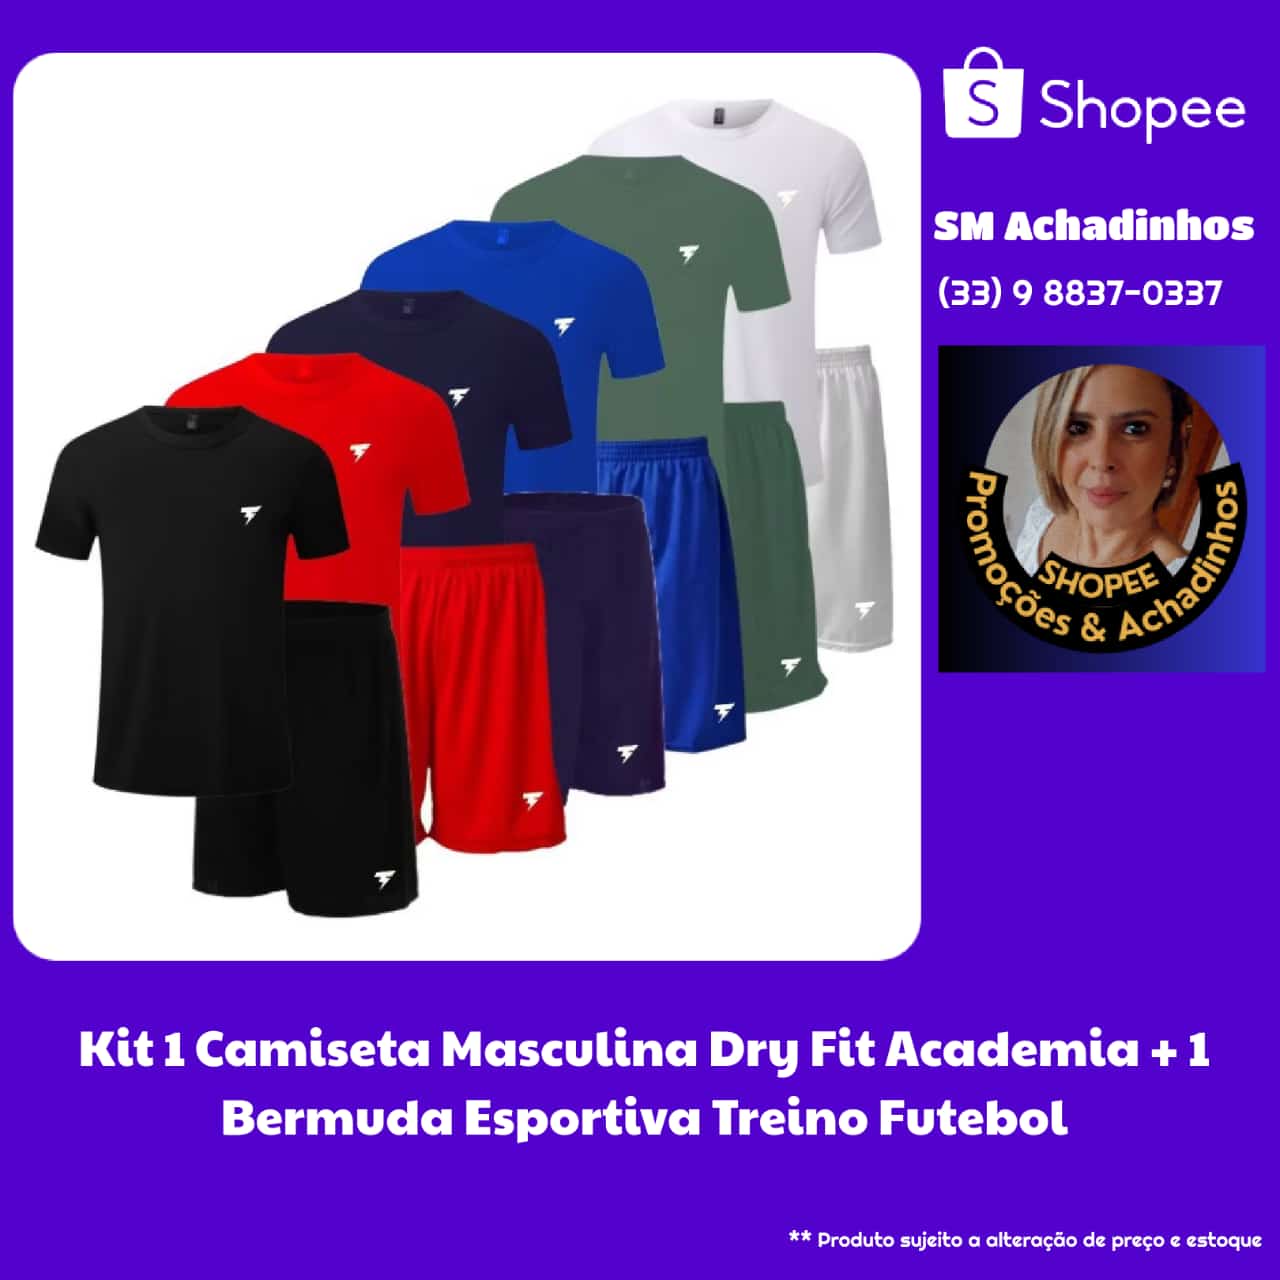 S Shopee
SM Achadinhos
(33) 9 8837-0337
SHOPEE
Promoções & Achadinhos
Kit 1 Camiseta Masculina Dry Fit Academia + 1
Bermuda Esportiva Treino Futebol
** Produto sujeito a alteração de preço e estoque